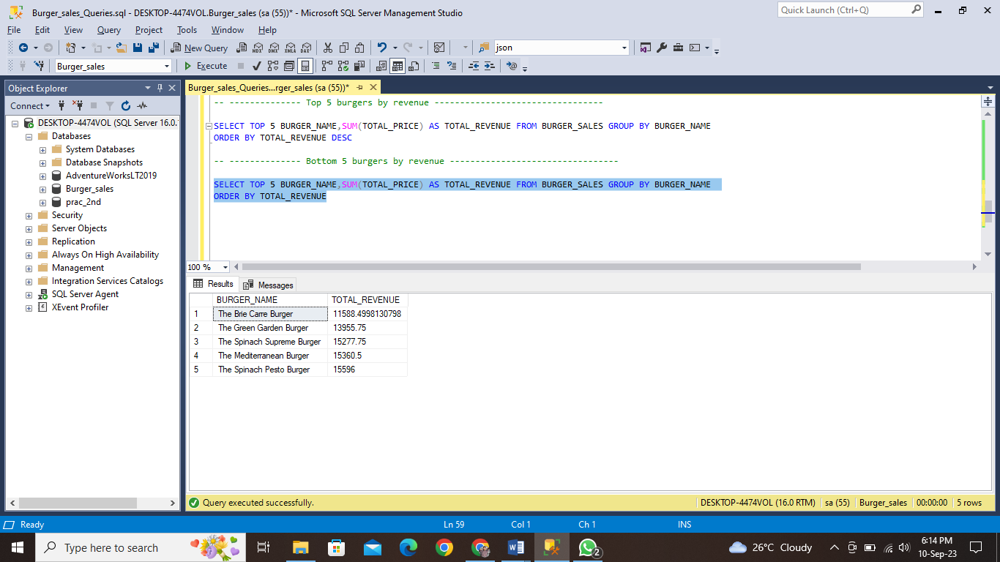 Burger_sales_Queries.sql - DESKTOP-4474VOL.Burger_sales (sa (55))* - Microsoft SQL Server Management Studio
Quick Launch (Ctrl+Q)
File Edit View Query Project Tools Window Help
New Query MDX DMX XMLA DAX json
Burger_sales Execute
Object Explorer
Connect
DESKTOP-4474VOL (SQL Server 16.0.
Databases
System Databases
Database Snapshots
AdventureWorksLT2019
Burger_sales
prac_2nd
Security
Server Objects
Replication
Always On High Availability
Management
Integration Services Catalogs
SQL Server Agent
XEvent Profiler
Burger_sales_Queries...rger_sales (sa (55))*
-- -------------- Top 5 burgers by revenue ---------------------------------
SELECT TOP 5 BURGER_NAME,SUM(TOTAL_PRICE) AS TOTAL_REVENUE FROM BURGER_SALES GROUP BY BURGER_NAME
ORDER BY TOTAL_REVENUE DESC
-- -------------- Bottom 5 burgers by revenue ---------------------------------
SELECT TOP 5 BURGER_NAME,SUM(TOTAL_PRICE) AS TOTAL_REVENUE FROM BURGER_SALES GROUP BY BURGER_NAME
ORDER BY TOTAL_REVENUE
100 %
Results Messages
BURGER_NAME TOTAL_REVENUE
1 The Brie Carre Burger 11588.4998130798
2 The Green Garden Burger 13955.75
3 The Spinach Supreme Burger 15277.75
4 The Mediterranean Burger 15360.5
5 The Spinach Pesto Burger 15596
Query executed successfully.
DESKTOP-4474VOL (16.0 RTM) sa (55) Burger_sales 00:00:00 5 rows
Ready Ln 59 Col 1 Ch 1 INS
Type here to search
2
26°C Cloudy
6:14 PM
10-Sep-23